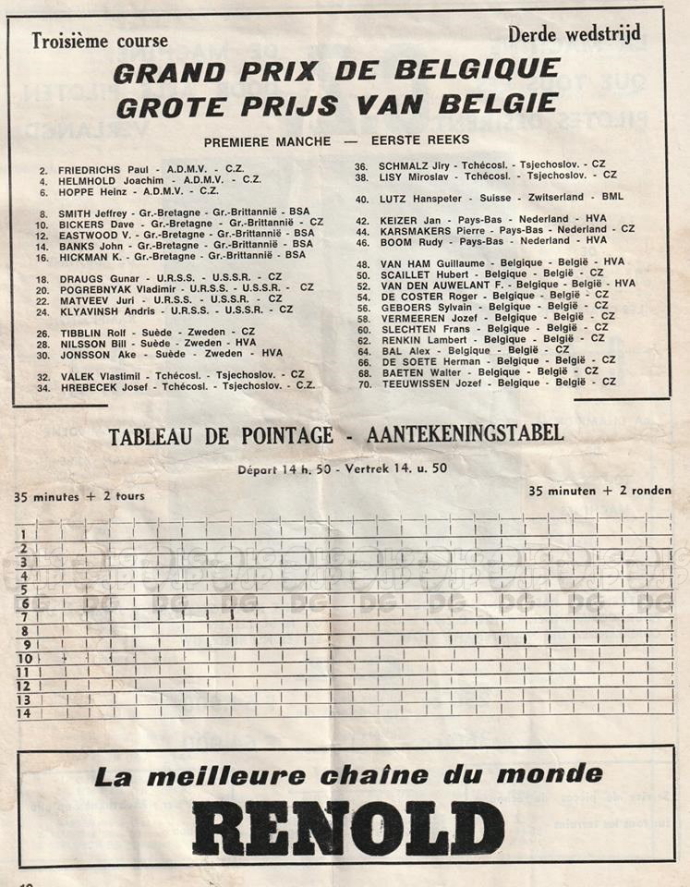 Troisième course
Derde wedstrijd
GRAND PRIX DE BELGIQUE
GROTE PRIJS VAN BELGIE
PREMIERE MANCHE — EERSTE REEKS
2. FRIEDRICHS Paul - A.D.M.V. - C.Z.
4. HELMHOLD Joachim - A.D.M.V. - C.Z.
6. HOPPE Heinz - A.D.M.V. - C.Z.
8. SMITH Jeffrey - Gr.-Bretagne - Gr.-Brittannië - BSA
10. BICKERS Dave - Gr.-Bretagne - Gr.-Brittannië - CZ
12. EASTWOOD V. - Gr.-Bretagne - Gr.-Brittannië - BSA
14. BANKS John - Gr.-Bretagne - Gr.-Brittannië - BSA
16. HICKMAN K. - Gr.-Bretagne - Gr.-Brittannië - BSA
18. DRAUGS Gunar - U.R.S.S. - U.S.S.R. - CZ
20. POGREBNYAK Vladimir - U.R.S.S. - U.S.S.R. - CZ
22. MATVEEV Juri - U.R.S.S. - U.S.S.R. - CZ
24. KLYAVINSH Andris - U.R.S.S. - U.S.S.R. - CZ
26. TIBBLIN Rolf - Suède - Zweden - CZ
28. NILSSON Bill - Suède - Zweden - HVA
30. JONSSON Ake - Suède - Zweden - HVA
32. VALEK Vlastimil - Tchécosl. - Tsjechoslov. - CZ
34. HREBECEK Josef - Tchécosl. - Tsjechoslov. - C.Z.
36. SCHMALZ Jiry - Tchécosl. - Tsjechoslov. - CZ
38. LISY Miroslav - Tchécosl. - Tsjechoslov. - CZ
40. LUTZ Hanspeter - Suisse - Zwitserland - BML
42. KEIZER Jan - Pays-Bas - Nederland - HVA
44. KARSMAKERS Pierre - Pays-Bas - Nederland - CZ
46. BOOM Rudy - Pays-Bas - Nederland - HVA
48. VAN HAM Guillaume - Belgique - België - HVA
50. SCAILLET Hubert - Belgique - België - CZ
52. VAN DEN AUWELANT F. - Belgique - België - HVA
54. DE COSTER Roger - Belgique - België - CZ
56. GEBOERS Sylvain - Belgique - België - CZ
58. VERMEEREN Jozef - Belgique - België - CZ
60. SLECHTEN Frans - Belgique - België - CZ
62. RENKIN Lambert - Belgique - België - CZ
64. BAL Alex - Belgique - België - CZ
66. DE SOETE Herman - Belgique - België - CZ
68. BAETEN Walter - Belgique - België - CZ
70. TEEUWISSEN Jozef - Belgique - België - CZ
TABLEAU DE POINTAGE - AANTEKENINGSTABEL
Départ 14 h. 50 - Vertrek 14. u. 50
35 minutes + 2 tours
35 minuten + 2 ronden
1
2
3
4
5
6
7
8
9
10
11
12
13
14
DG DG DG DG DG DG DG DG DG DG
La meilleure chaîne du monde
RENOLD